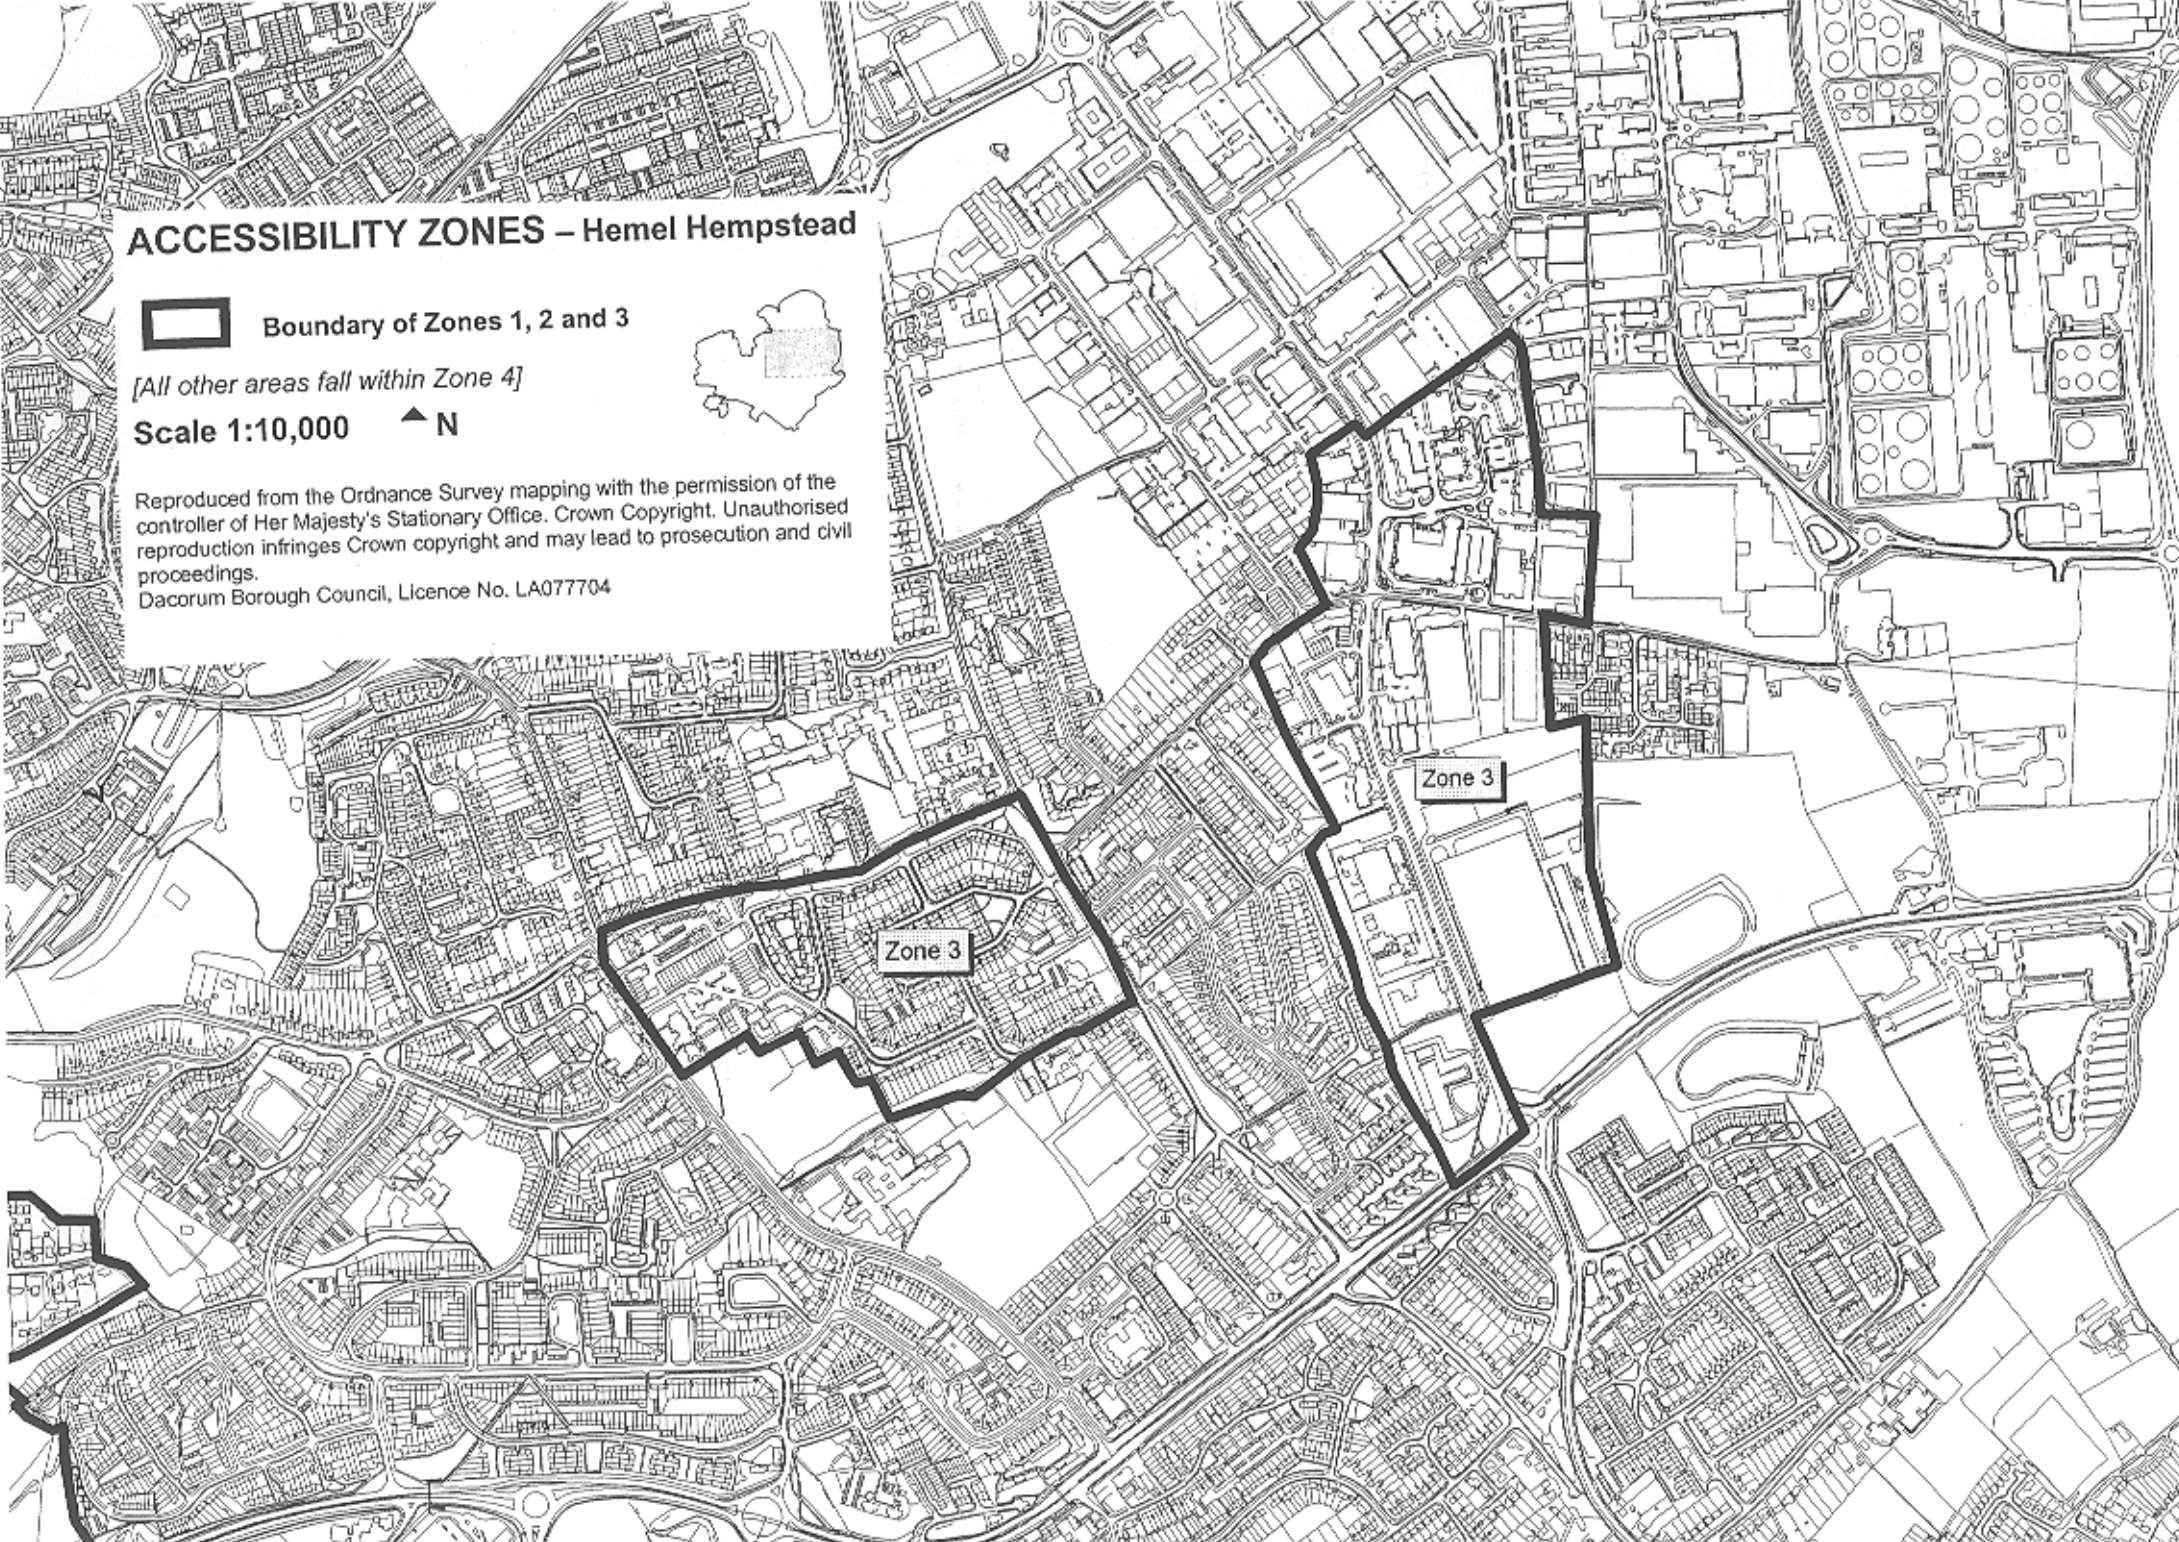 ACCESSIBILITY ZONES – Hemel Hempstead
Boundary of Zones 1, 2 and 3
[All other areas fall within Zone 4]
Scale 1:10,000 N
Reproduced from the Ordnance Survey mapping with the permission of the
controller of Her Majesty's Stationary Office. Crown Copyright. Unauthorised
reproduction infringes Crown copyright and may lead to prosecution and civil
proceedings.
Dacorum Borough Council, Licence No. LA077704
Zone 3
Zone 3